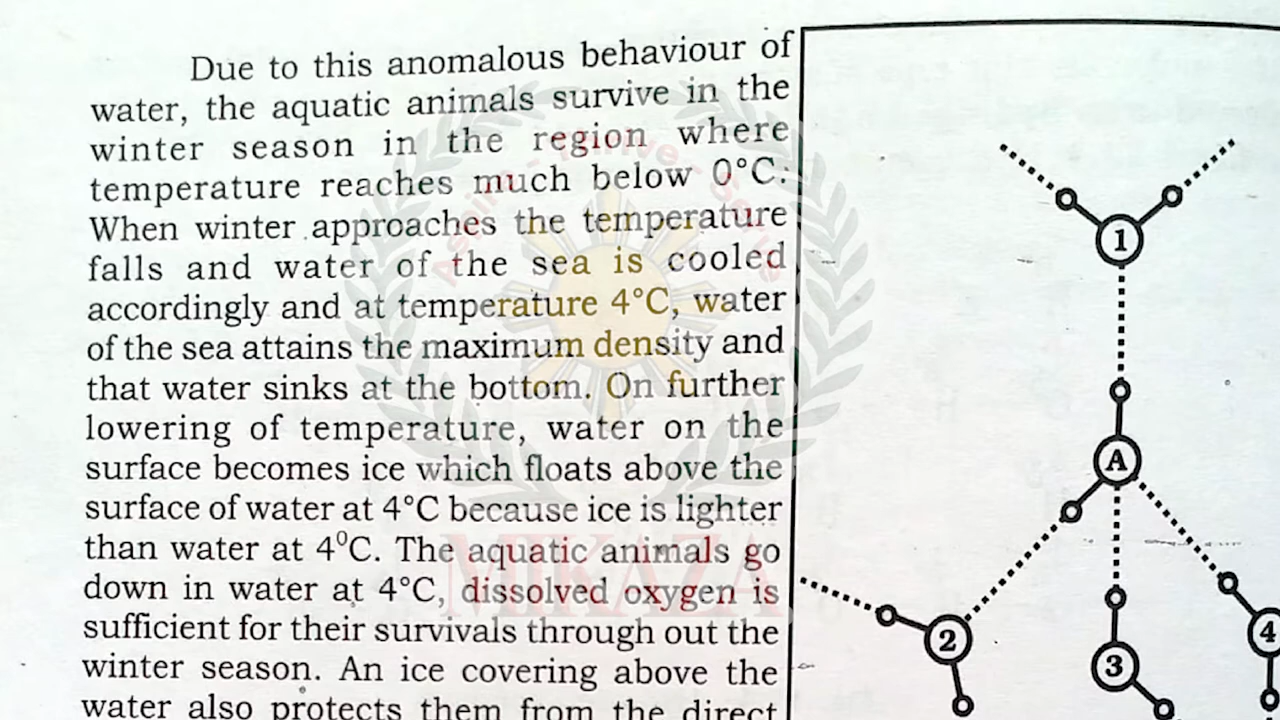 Due to this anomalous behaviour of
water, the aquatic animals survive in the
winter season in the region where
temperature reaches much below 0°C.
When winter approaches the temperature
falls and water of the sea is cooled
accordingly and at temperature 4°C, water
of the sea attains the maximum density and
that water sinks at the bottom. On further
lowering of temperature, water on the
surface becomes ice which floats above the
surface of water at 4°C because ice is lighter
than water at 4⁰C. The aquatic animals go
down in water at 4°C, dissolved oxygen is
sufficient for their survivals through out the
winter season. An ice covering above the
water also protects them from the direct
1
A
2
3
4
MIKAZA